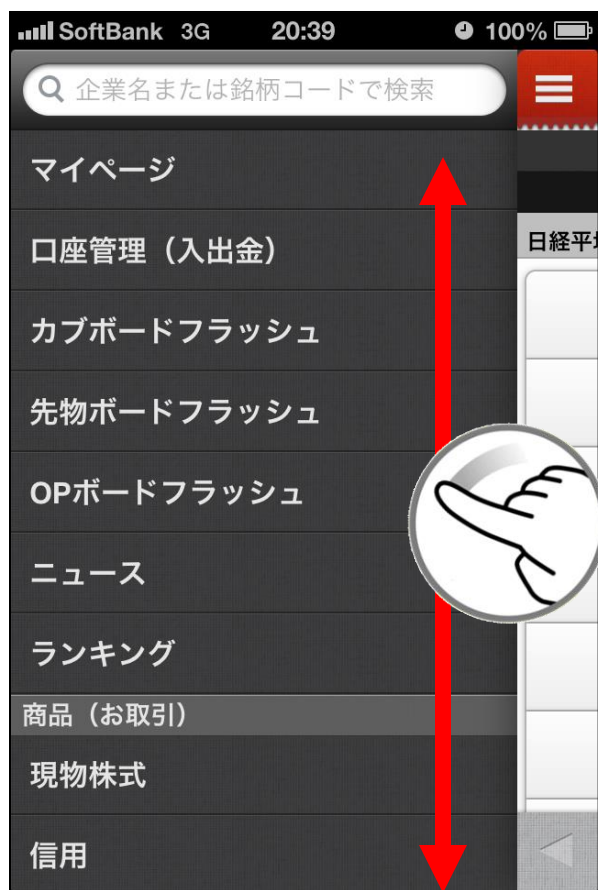 SoftBank 3G 20:39 100%
企業名または銘柄コードで検索
マイページ
口座管理（入出金）
日経平
カブボードフラッシュ
先物ボードフラッシュ
OPボードフラッシュ
ニュース
ランキング
商品（お取引）
現物株式
信用